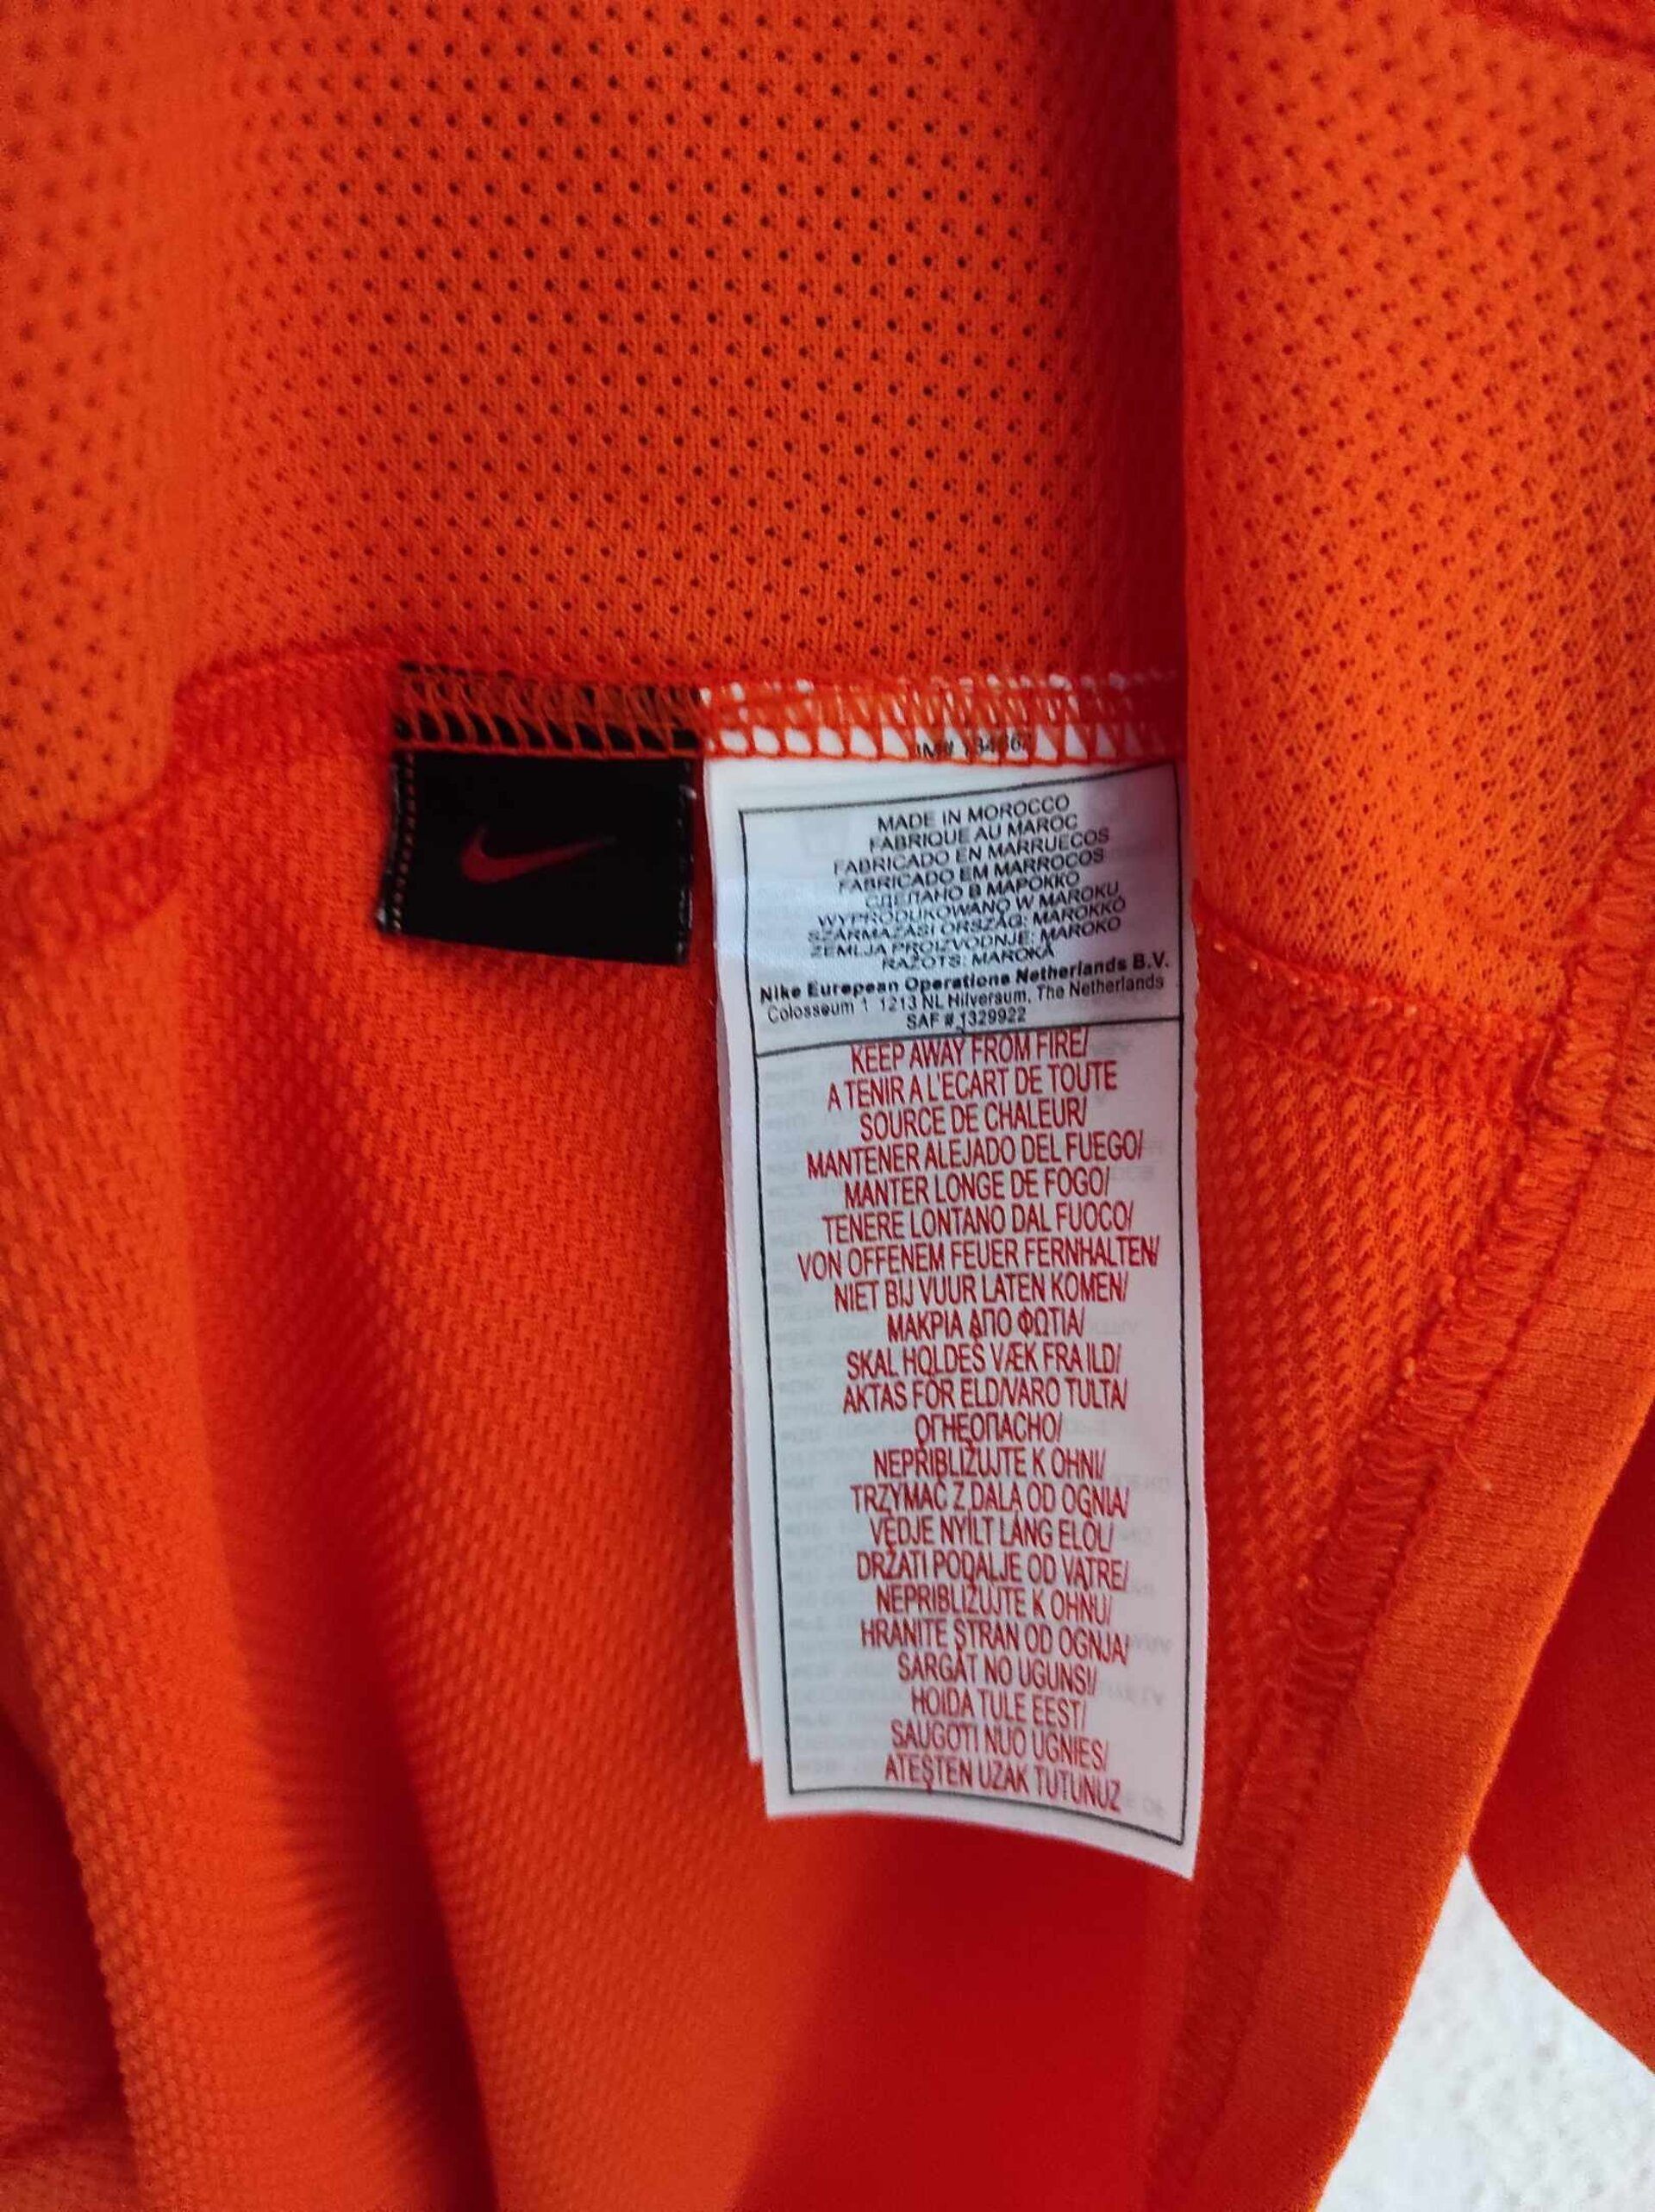 MADE IN MOROCCO
FABRIQUE AU MAROC
FABRICADO EN MARRUECOS
FABRICADO EM MARROCOS
СДЕЛАНО В МАРОККО
WYPRODUKOWANO W MAROKU
SZÁRMAZÁSI ORSZÁG: MAROKKÓ
ZEMLJA PROIZVODNJE: MAROKO
RAŽOTS: MAROKĀ
Nike European Operations Netherlands B.V.
Colosseum 1 1213 NL Hilversum, The Netherlands
SAF # 1329922
KEEP AWAY FROM FIRE/
A TENIR A L'ECART DE TOUTE
SOURCE DE CHALEUR/
MANTENER ALEJADO DEL FUEGO/
MANTER LONGE DE FOGO/
TENERE LONTANO DAL FUOCO/
VON OFFENEM FEUER FERNHALTEN/
NIET BIJ VUUR LATEN KOMEN/
ΜΑΚΡΙΑ ΑΠΟ ΦΩΤΙΑ/
SKAL HOLDES VÆK FRA ILD/
AKTAS FÖR ELD/VARO TULTA/
ОГНЕОПАСНО/
NEPŘIBLIŽUJTE K OHNI/
TRZYMAĆ Z DALA OD OGNIA/
VÉDJE NYÍLT LÁNG ELŐL/
DRŽATI PODALJE OD VATRE/
NEPRIBLIŽUJTE K OHŇU/
HRANITE STRAN OD OGNJA/
SARGĀT NO UGUNS!/
HOIDA TULE EEST/
SAUGOTI NUO UGNIES/
ATEŞTEN UZAK TUTUNUZ